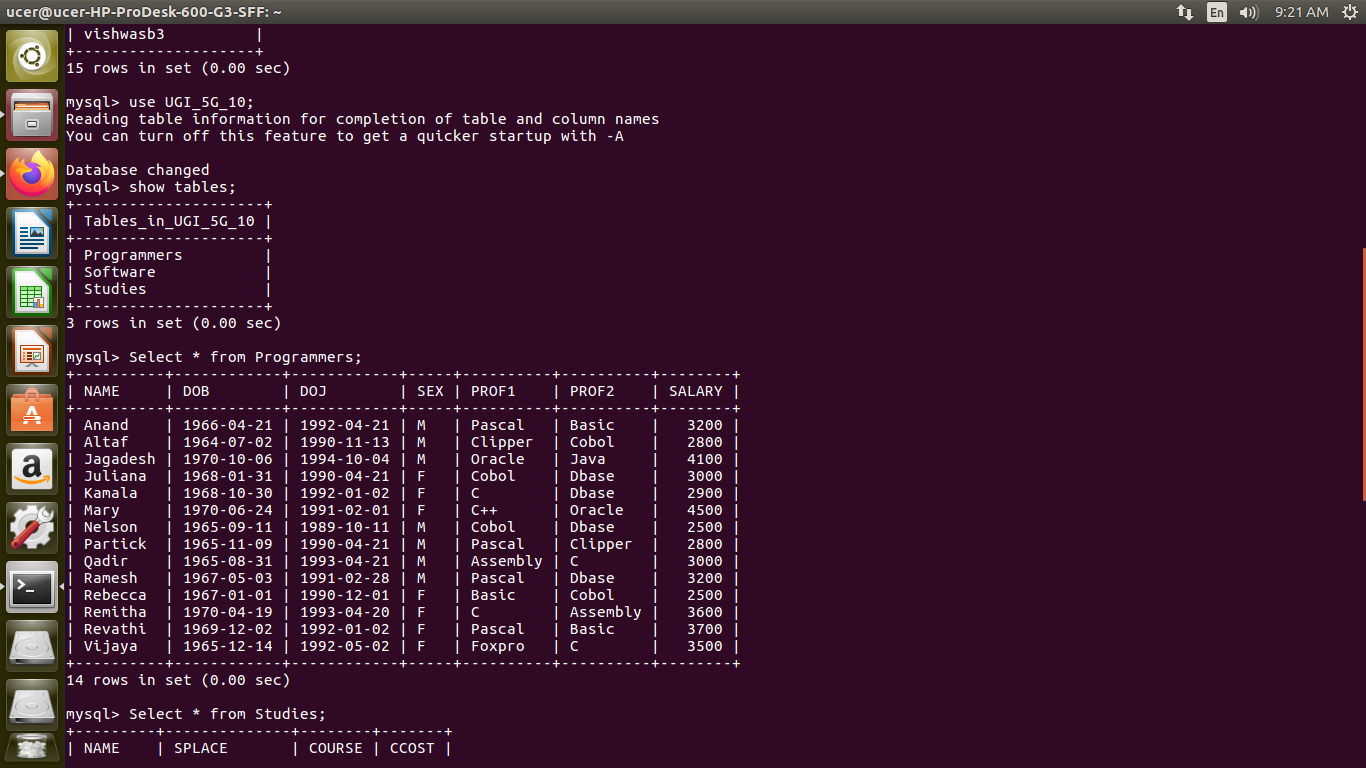 ucer@ucer-HP-ProDesk-600-G3-SFF: ~ En 9:21 AM
| vishwasb3          |
+--------------------+
15 rows in set (0.00 sec)

mysql> use UGI_5G_10;
Reading table information for completion of table and column names
You can turn off this feature to get a quicker startup with -A

Database changed
mysql> show tables;
+---------------------+
| Tables_in_UGI_5G_10 |
+---------------------+
| Programmers         |
| Software            |
| Studies             |
+---------------------+
3 rows in set (0.00 sec)

mysql> Select * from Programmers;
+----------+------------+------------+-----+----------+----------+--------+
| NAME     | DOB        | DOJ        | SEX | PROF1    | PROF2    | SALARY |
+----------+------------+------------+-----+----------+----------+--------+
| Anand    | 1966-04-21 | 1992-04-21 | M   | Pascal   | Basic    |   3200 |
| Altaf    | 1964-07-02 | 1990-11-13 | M   | Clipper  | Cobol    |   2800 |
| Jagadesh | 1970-10-06 | 1994-10-04 | M   | Oracle   | Java     |   4100 |
| Juliana  | 1968-01-31 | 1990-04-21 | F   | Cobol    | Dbase    |   3000 |
| Kamala   | 1968-10-30 | 1992-01-02 | F   | C        | Dbase    |   2900 |
| Mary     | 1970-06-24 | 1991-02-01 | F   | C++      | Oracle   |   4500 |
| Nelson   | 1965-09-11 | 1989-10-11 | M   | Cobol    | Dbase    |   2500 |
| Partick  | 1965-11-09 | 1990-04-21 | M   | Pascal   | Clipper  |   2800 |
| Qadir    | 1965-08-31 | 1993-04-21 | M   | Assembly | C        |   3000 |
| Ramesh   | 1967-05-03 | 1991-02-28 | M   | Pascal   | Dbase    |   3200 |
| Rebecca  | 1967-01-01 | 1990-12-01 | F   | Basic    | Cobol    |   2500 |
| Remitha  | 1970-04-19 | 1993-04-20 | F   | C        | Assembly |   3600 |
| Revathi  | 1969-12-02 | 1992-01-02 | F   | Pascal   | Basic    |   3700 |
| Vijaya   | 1965-12-14 | 1992-05-02 | F   | Foxpro   | C        |   3500 |
+----------+------------+------------+-----+----------+----------+--------+
14 rows in set (0.00 sec)

mysql> Select * from Studies;
+---------+--------------+--------+-------+
| NAME    | SPLACE       | COURSE | CCOST |